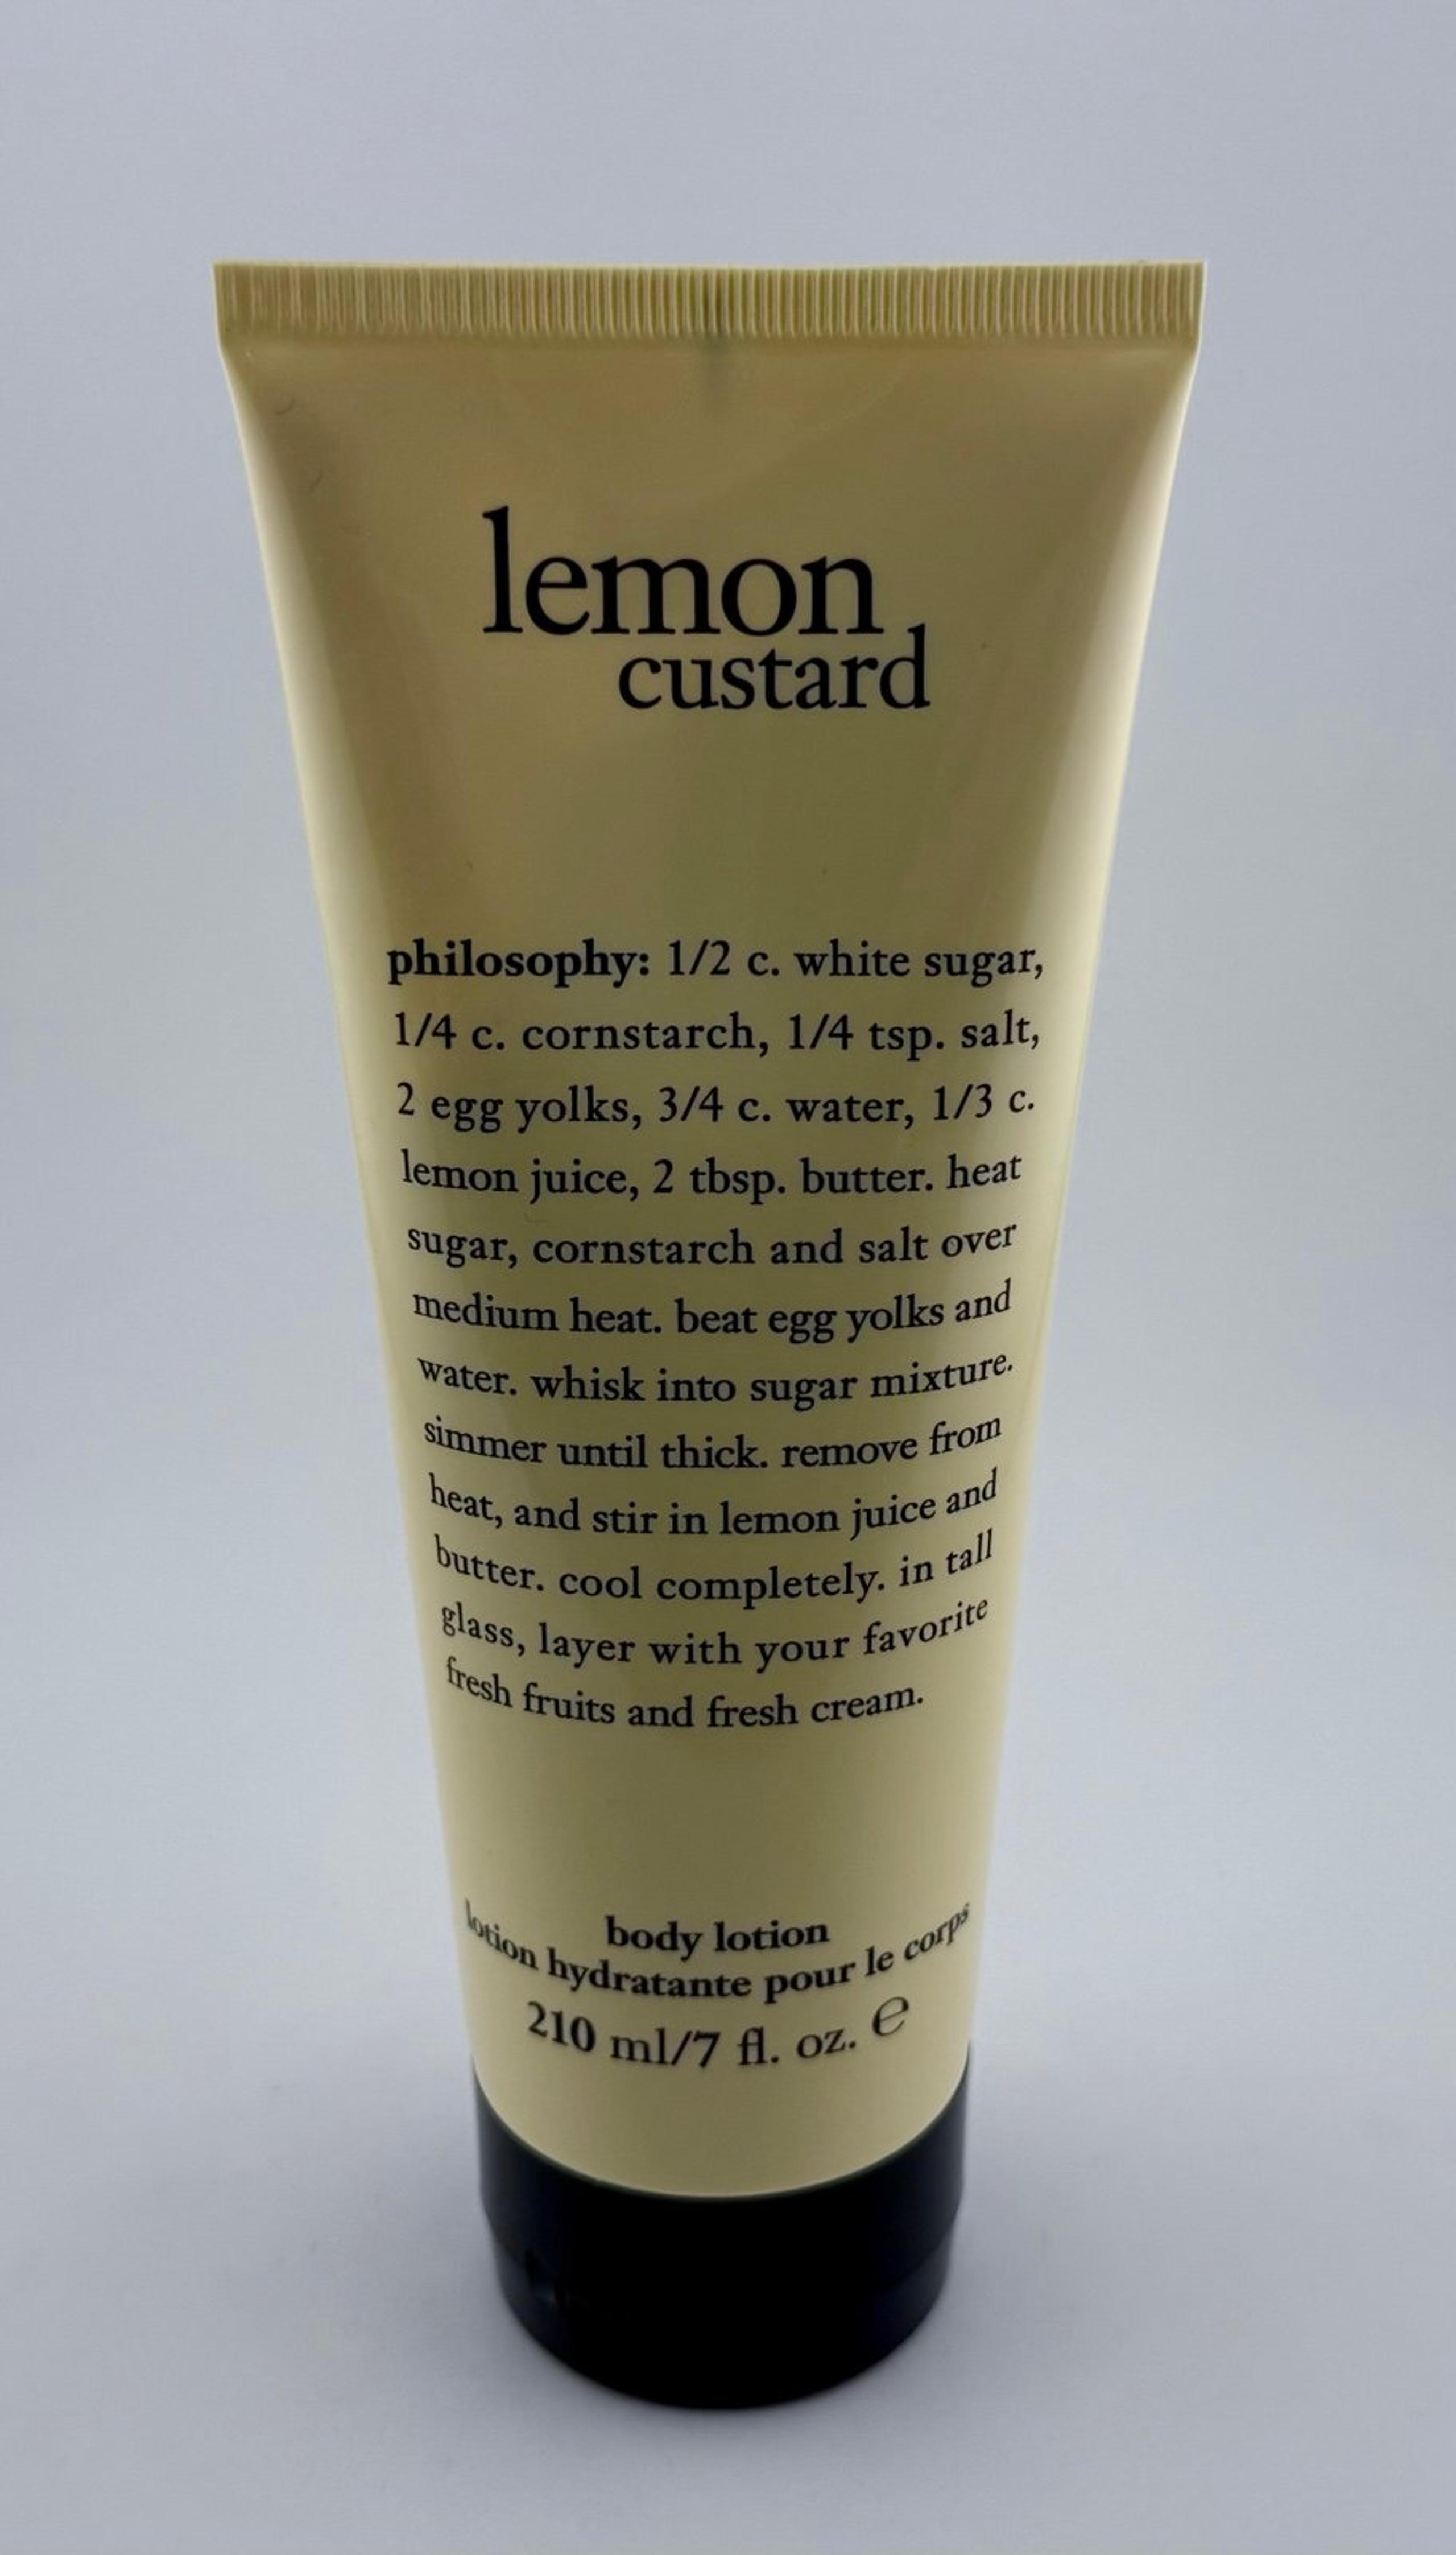 lemon
custard
philosophy: 1/2 c. white sugar,
1/4 c. cornstarch, 1/4 tsp. salt,
2 egg yolks, 3/4 c. water, 1/3 c.
lemon juice, 2 tbsp. butter. heat
sugar, cornstarch and salt over
medium heat. beat egg yolks and
water. whisk into sugar mixture.
simmer until thick. remove from
heat, and stir in lemon juice and
butter. cool completely. in tall
glass, layer with your favorite
fresh fruits and fresh cream.
body lotion
lotion hydratante pour le corps
210 ml/7 fl. oz. ℮